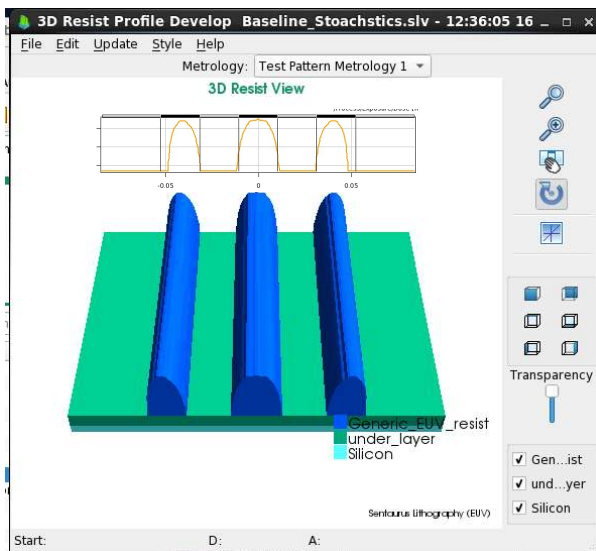 3D Resist Profile Develop Baseline_Stoachstics.slv - 12:36:05 16
File Edit Update Style Help
Metrology: Test Pattern Metrology 1
3D Resist View
-0.05 0 0.05
Transparency
Generic_EUV_resist
under_layer
Silicon
Gen...ist
und...yer
Silicon
Sentaurus Lithography (EUV)
Start: D: A: